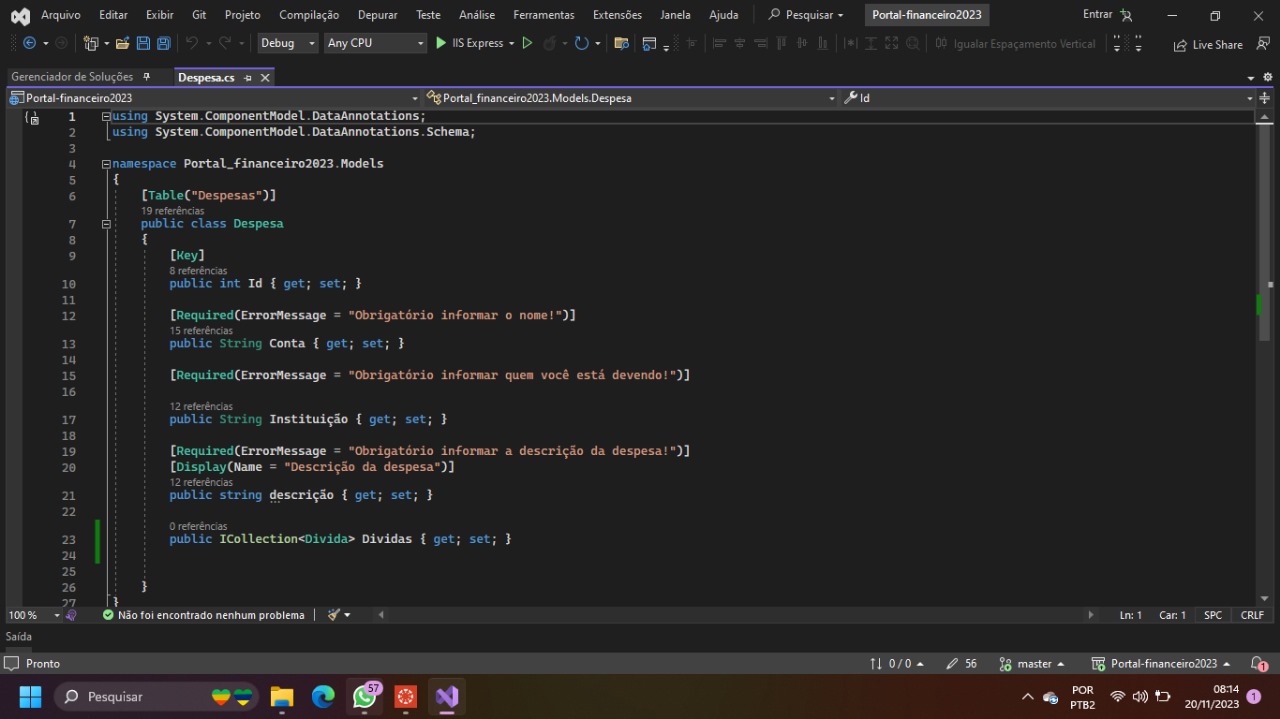 Arquivo Editar Exibir Git Projeto Compilação Depurar Teste Análise Ferramentas Extensões Janela Ajuda Pesquisar Portal-financeiro2023 Entrar
Debug Any CPU IIS Express Igualar Espaçamento Vertical Live Share
Gerenciador de Soluções Despesa.cs
Portal-financeiro2023 Portal_financeiro2023.Models.Despesa Id
1 using System.ComponentModel.DataAnnotations;
2 using System.ComponentModel.DataAnnotations.Schema;
3
4 namespace Portal_financeiro2023.Models
5 {
6 [Table("Despesas")]
19 referências
7 public class Despesa
8 {
9 [Key]
8 referências
10 public int Id { get; set; }
11
12 [Required(ErrorMessage = "Obrigatório informar o nome!")]
15 referências
13 public String Conta { get; set; }
14
15 [Required(ErrorMessage = "Obrigatório informar quem você está devendo!")]
16
12 referências
17 public String Instituição { get; set; }
18
19 [Required(ErrorMessage = "Obrigatório informar a descrição da despesa!")]
20 [Display(Name = "Descrição da despesa")]
12 referências
21 public string descrição { get; set; }
22
0 referências
23 public ICollection<Divida> Dividas { get; set; }
24
25
26 }
27 }
100 % Não foi encontrado nenhum problema Ln: 1 Car: 1 SPC CRLF
Saída
Pronto 0 / 0 56 master Portal-financeiro2023 1
Pesquisar 57 POR PTB2 08:14 20/11/2023 1